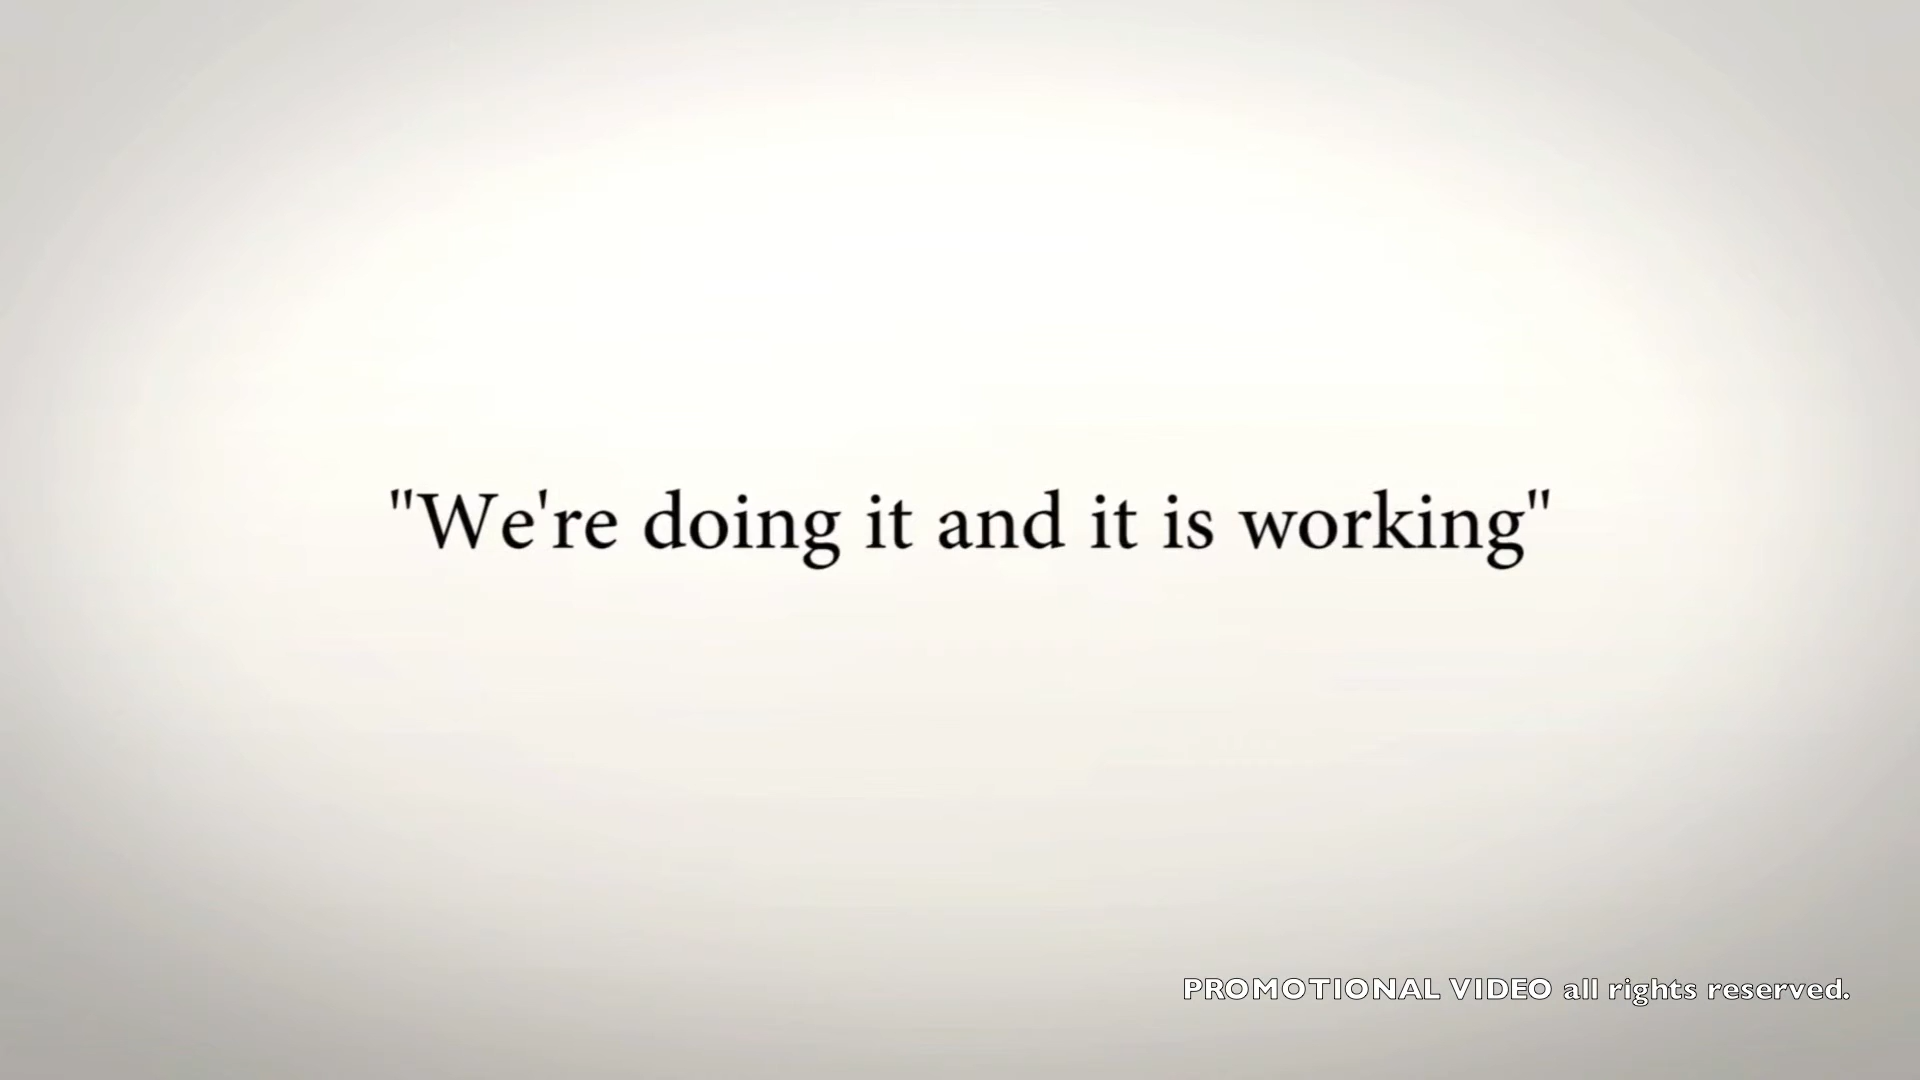 "We're doing it and it is working"
PROMOTIONAL VIDEO all rights reserved.